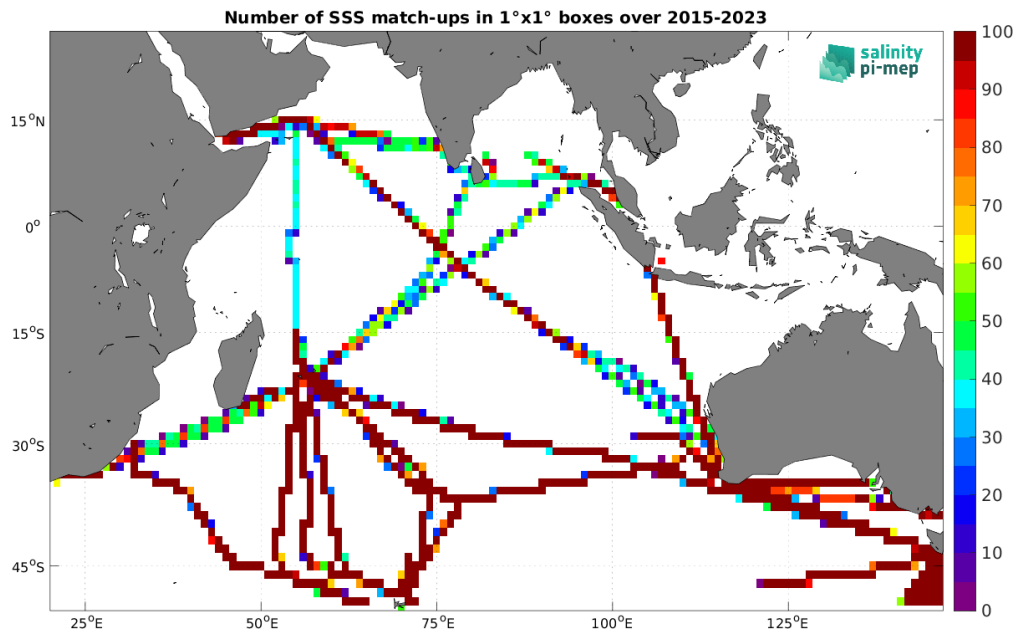 Number of SSS match-ups in 1°x1° boxes over 2015-2023
salinity
pi-mep
100
90
80
70
60
50
40
30
20
10
0
15°N
0°
15°S
30°S
45°S
25°E
50°E
75°E
100°E
125°E